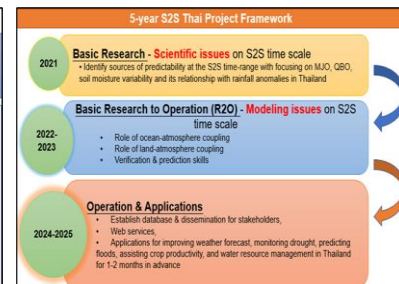 5-year S2S Thai Project Framework
2021
Basic Research - Scientific issues on S2S time scale
• Identify sources of predictability at the S2S time-range with focusing on MJO, QBO,
soil moisture variability and its relationship with rainfall anomalies in Thailand
2022-
2023
Basic Research to Operation (R2O) - Modeling issues on S2S
time scale
• Role of ocean-atmosphere coupling
• Role of land-atmosphere coupling
• Verification & prediction skills
2024-2025
Operation & Applications
• Establish database & dissemination for stakeholders,
• Web services,
• Applications for improving weather forecast, monitoring drought, predicting
floods, assisting crop productivity, and water resource management in Thailand
for 1-2 months in advance